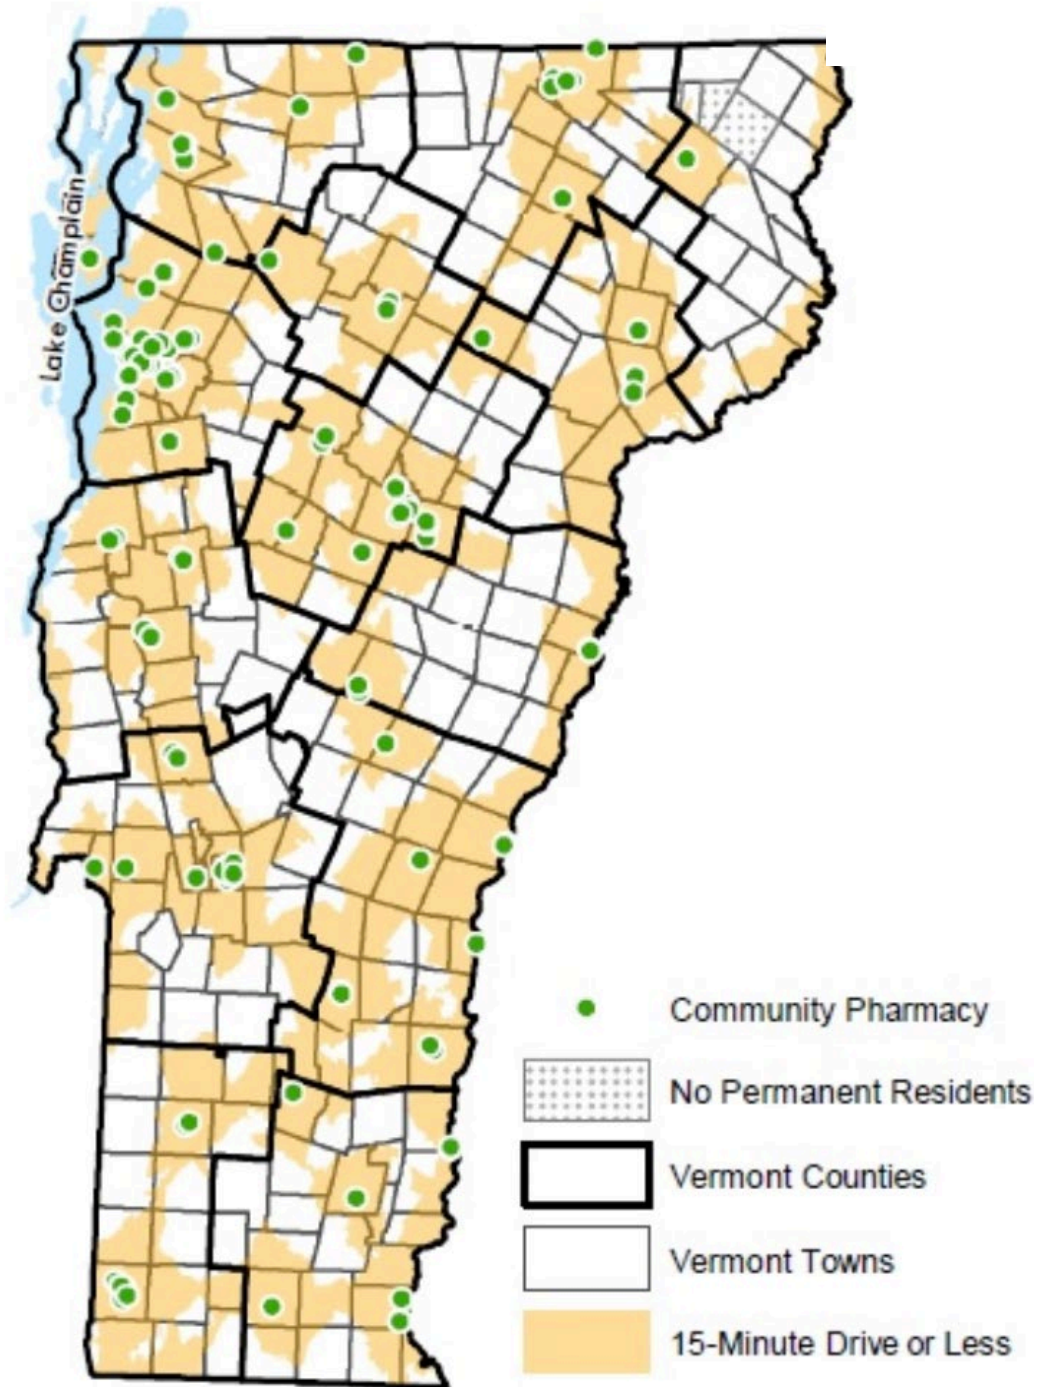 Lake Champlain
Community Pharmacy
No Permanent Residents
Vermont Counties
Vermont Towns
15-Minute Drive or Less